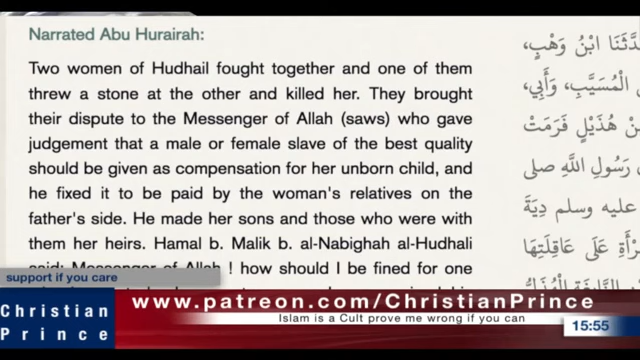 Narrated Abu Hurairah:
Two women of Hudhail fought together and one of them
threw a stone at the other and killed her. They brought
their dispute to the Messenger of Allah (saws) who gave
judgement that a male or female slave of the best quality
should be given as compensation for her unborn child, and
he fixed it to be paid by the woman's relatives on the
father's side. He made her sons and those who were with
them her heirs. Hamal b. Malik b. al-Nabighah al-Hudhali
said: Messenger of Allah ! how should I be fined for one
حَدَّثَنَا ابْنُ وَهْبٍ،
الْمُسَيَّبِ، وَأَبِي،
مِنْ هُذَيْلٍ فَرَمَتْ
رَسُولِ اللَّهِ صلى
عليه وسلم دِيَةَ
الْمَرْأَةِ عَلَى عَاقِلَتِهَا
support if you care
Christian
Prince
www.patreon.com/ChristianPrince
Islam is a Cult prove me wrong if you can
15:55